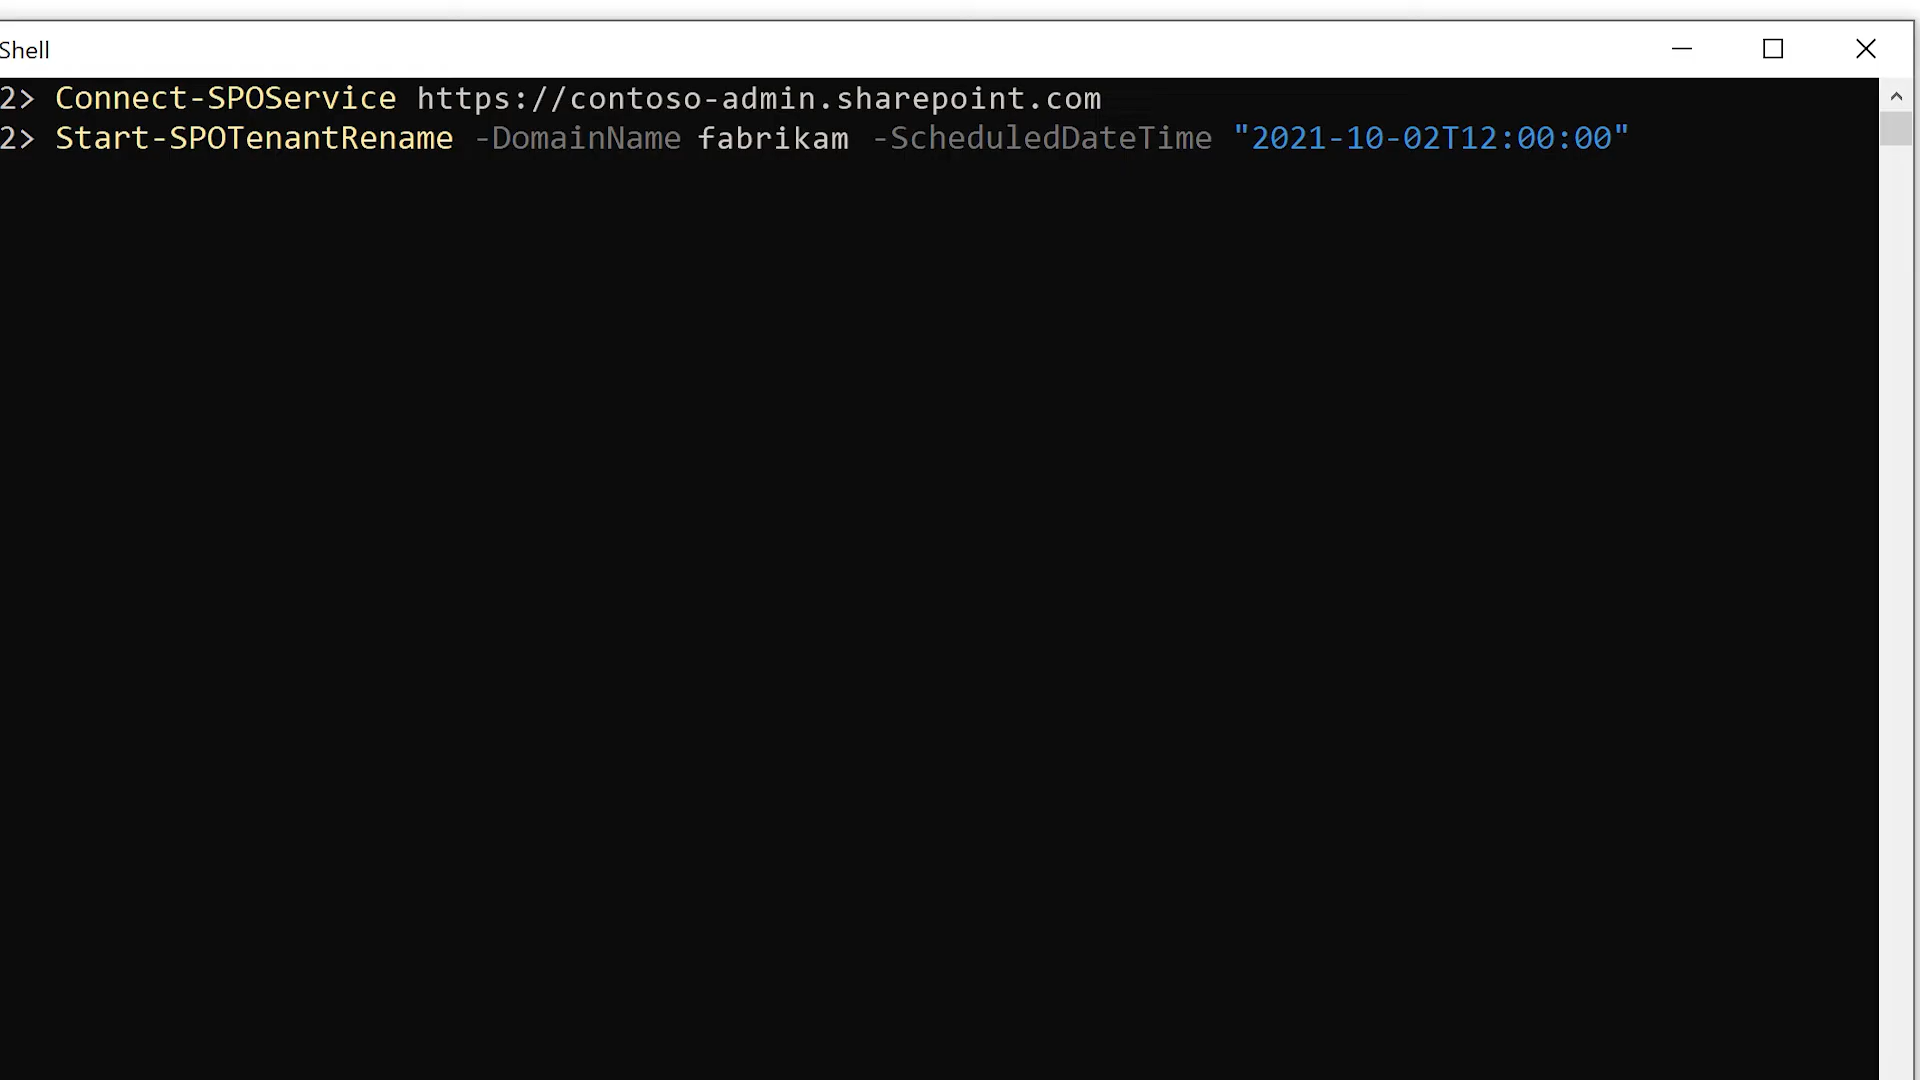 Shell
2> Connect-SPOService https://contoso-admin.sharepoint.com
2> Start-SPOTenantRename -DomainName fabrikam -ScheduledDateTime "2021-10-02T12:00:00"